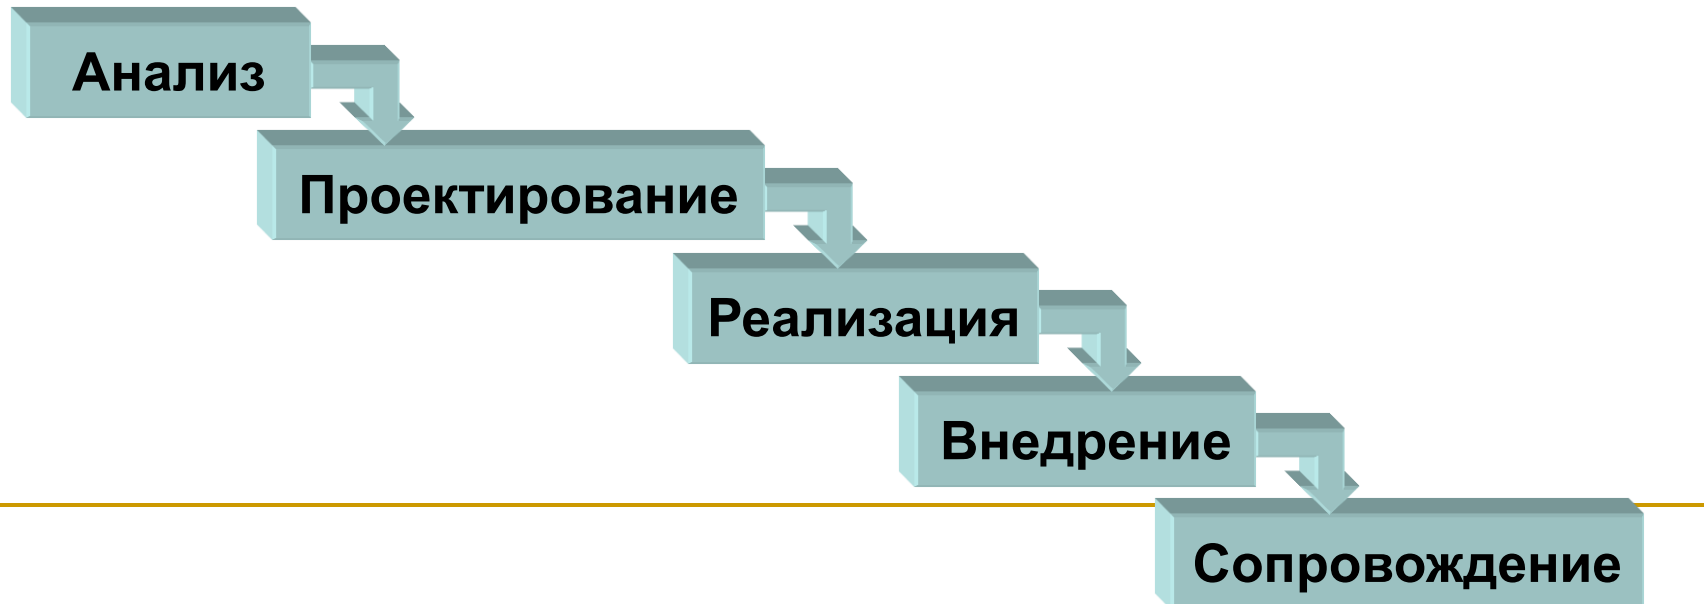 Анализ
Проектирование
Реализация
Внедрение
Сопровождение